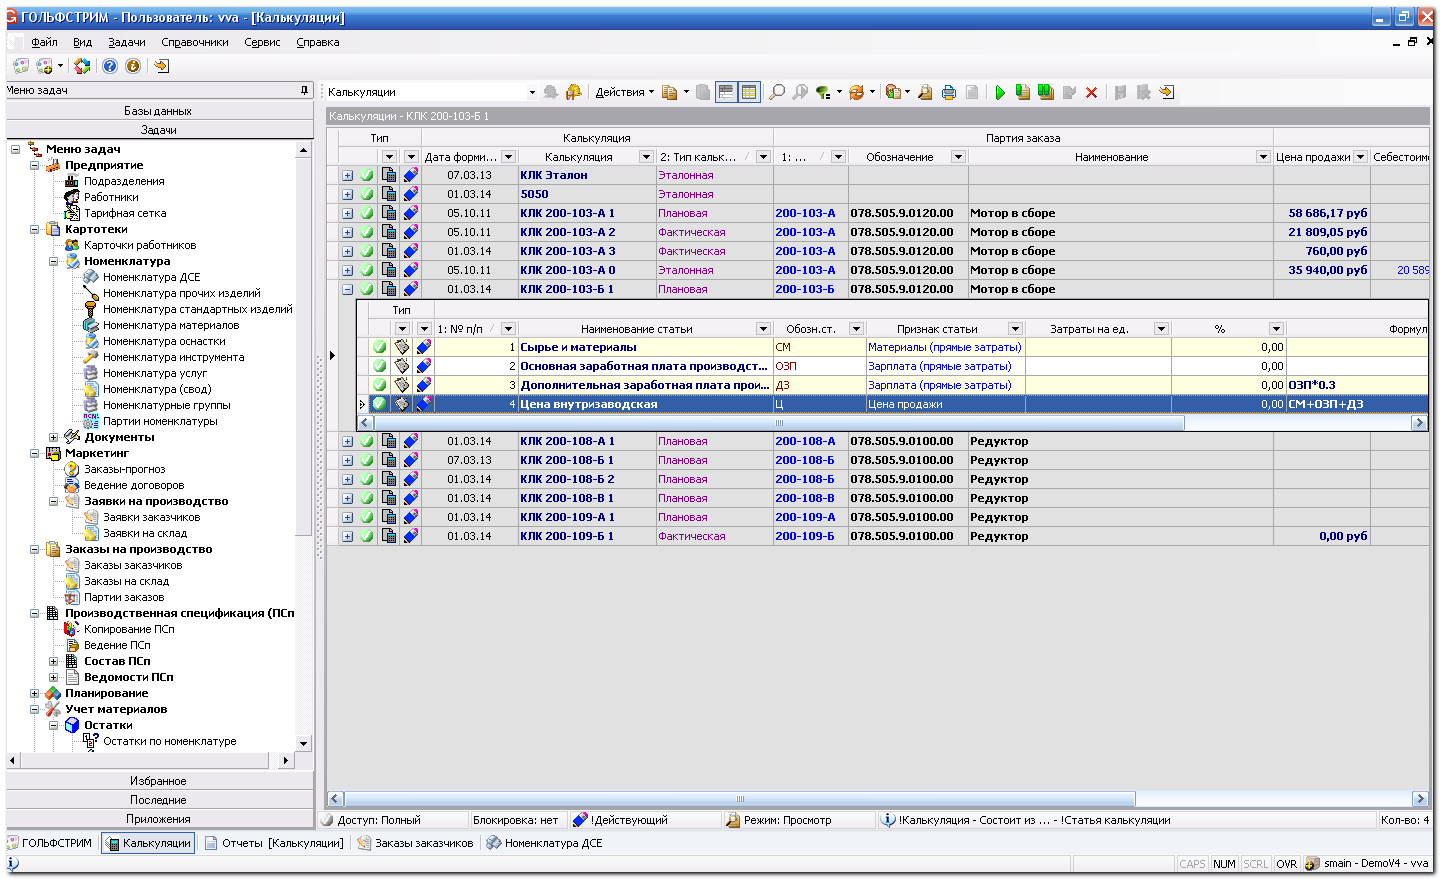 ГОЛЬФСТРИМ - Пользователь: vva - [Калькуляции]
Файл Вид Задачи Справочники Сервис Справка
Меню задач
Базы данных
Задачи
Меню задач
Предприятие
Подразделения
Работники
Тарифная сетка
Картотеки
Карточки работников
Номенклатура
Номенклатура ДСЕ
Номенклатура прочих изделий
Номенклатура стандартных изделий
Номенклатура материалов
Номенклатура оснастки
Номенклатура инструмента
Номенклатура услуг
Номенклатура (свод)
Номенклатурные группы
Партии номенклатуры
Документы
Маркетинг
Заказы-прогноз
Ведение договоров
Заявки на производство
Заявки заказчиков
Заявки на склад
Заказы на производство
Заказы заказчиков
Заказы на склад
Партии заказов
Производственная спецификация (ПСп
Копирование ПСп
Ведение ПСп
Состав ПСп
Ведомости ПСп
Планирование
Учет материалов
Остатки
Остатки по номенклатуре
Избранное
Последние
Приложения
Калькуляции Действия
Калькуляции - КЛК 200-103-Б 1
Тип Калькуляция Партия заказа
Дата форми... Калькуляция 2: Тип кальк... / 1: ... / Обозначение Наименование Цена продажи Себестоим
07.03.13 КЛК Эталон Эталонная
01.03.14 5050 Эталонная
05.10.11 КЛК 200-103-А 1 Плановая 200-103-А 078.505.9.0120.00 Мотор в сборе 58 686,17 руб
05.10.11 КЛК 200-103-А 2 Фактическая 200-103-А 078.505.9.0120.00 Мотор в сборе 21 809,05 руб
01.03.14 КЛК 200-103-А 3 Фактическая 200-103-А 078.505.9.0120.00 Мотор в сборе 760,00 руб
05.10.11 КЛК 200-103-А 0 Эталонная 200-103-А 078.505.9.0120.00 Мотор в сборе 35 940,00 руб 20 589
01.03.14 КЛК 200-103-Б 1 Плановая 200-103-Б 078.505.9.0120.00 Мотор в сборе
Тип
1: № п/п / Наименование статьи Обозн.ст. Признак статьи Затраты на ед. % Формул
1 Сырье и материалы СМ Материалы (прямые затраты) 0,00
2 Основная заработная плата производст... ОЗП Зарплата (прямые затраты) 0,00
3 Дополнительная заработная плата прои... ДЗ Зарплата (прямые затраты) 0,00 ОЗП*0.3
4 Цена внутризаводская Ц Цена продажи 0,00 СМ+ОЗП+ДЗ
01.03.14 КЛК 200-108-А 1 Плановая 200-108-А 078.505.9.0100.00 Редуктор
07.03.13 КЛК 200-108-Б 1 Плановая 200-108-Б 078.505.9.0100.00 Редуктор
01.03.14 КЛК 200-108-Б 2 Плановая 200-108-Б 078.505.9.0100.00 Редуктор
01.03.14 КЛК 200-108-В 1 Плановая 200-108-В 078.505.9.0100.00 Редуктор
01.03.14 КЛК 200-109-А 1 Плановая 200-109-А 078.505.9.0100.00 Редуктор
01.03.14 КЛК 200-109-Б 1 Фактическая 200-109-Б 078.505.9.0100.00 Редуктор 0,00 руб
Доступ: Полный Блокировка: нет !Действующий Режим: Просмотр !Калькуляция - Состоит из ... - !Статья калькуляции Кол-во: 4
ГОЛЬФСТРИМ Калькуляции Отчеты [Калькуляции] Заказы заказчиков Номенклатура ДСЕ
CAPS NUM SCRL OVR smain - DemoV4 - vva